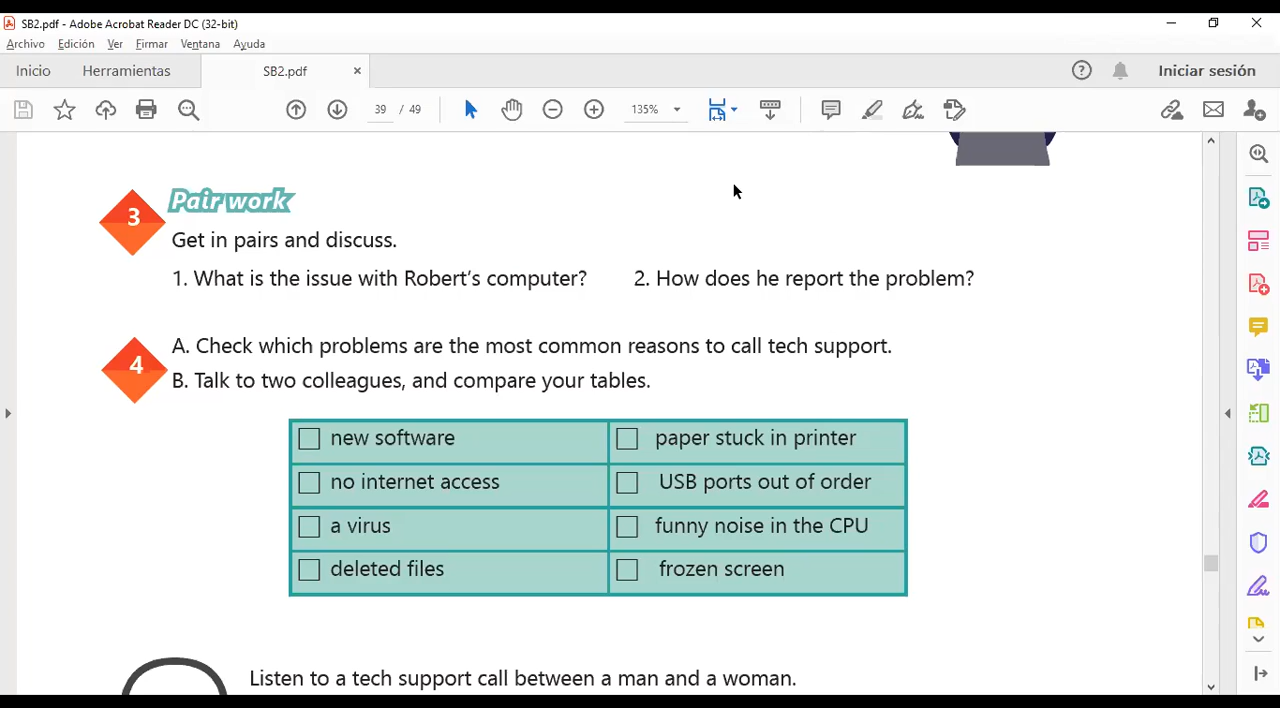 SB2.pdf - Adobe Acrobat Reader DC (32-bit)
Archivo Edición Ver Firmar Ventana Ayuda
Inicio Herramientas SB2.pdf × Iniciar sesión
39 / 49 135%
3 Pair work
Get in pairs and discuss.
1. What is the issue with Robert's computer? 2. How does he report the problem?
4 A. Check which problems are the most common reasons to call tech support.
B. Talk to two colleagues, and compare your tables.
new software paper stuck in printer
no internet access USB ports out of order
a virus funny noise in the CPU
deleted files frozen screen
Listen to a tech support call between a man and a woman.